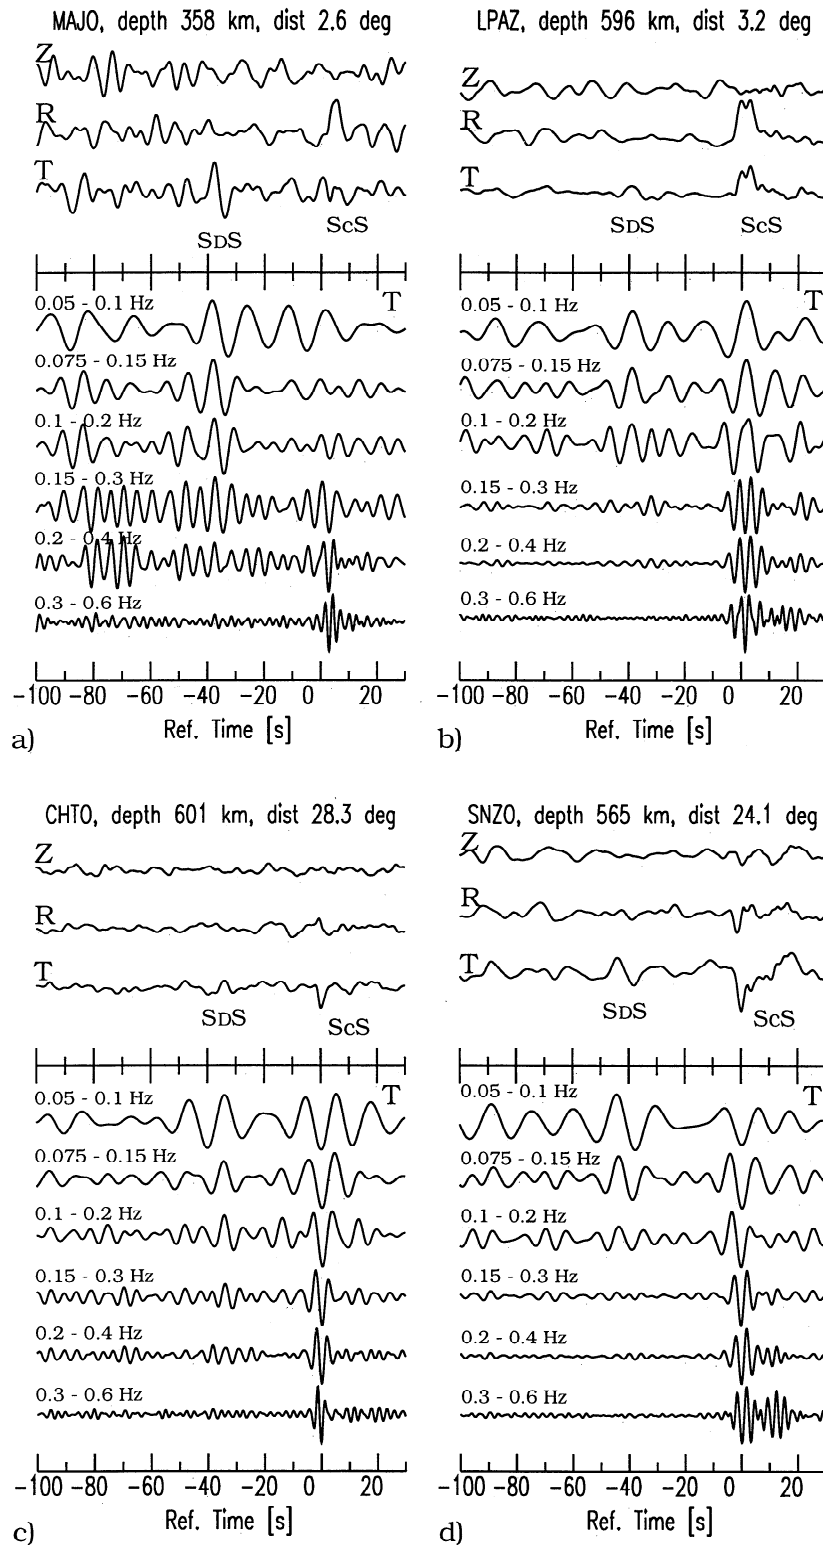 MAJO, depth 358 km, dist 2.6 deg
Z
R
T
ScS
SDS
0.05 - 0.1 Hz
T
0.075 - 0.15 Hz
0.1 - 0.2 Hz
0.15 - 0.3 Hz
0.2 - 0.4 Hz
0.3 - 0.6 Hz
-100 -80 -60 -40 -20 0 20
Ref. Time [s]
a)
LPAZ, depth 596 km, dist 3.2 deg
Z
R
T
SDS ScS
0.05 - 0.1 Hz
T
0.075 - 0.15 Hz
0.1 - 0.2 Hz
0.15 - 0.3 Hz
0.2 - 0.4 Hz
0.3 - 0.6 Hz
-100 -80 -60 -40 -20 0 20
Ref. Time [s]
b)
CHTO, depth 601 km, dist 28.3 deg
Z
R
T
SDS
ScS
0.05 - 0.1 Hz
T
0.075 - 0.15 Hz
0.1 - 0.2 Hz
0.15 - 0.3 Hz
0.2 - 0.4 Hz
0.3 - 0.6 Hz
-100 -80 -60 -40 -20 0 20
Ref. Time [s]
c)
SNZO, depth 565 km, dist 24.1 deg
Z
R
T
SDS
ScS
0.05 - 0.1 Hz
T
0.075 - 0.15 Hz
0.1 - 0.2 Hz
0.15 - 0.3 Hz
0.2 - 0.4 Hz
0.3 - 0.6 Hz
-100 -80 -60 -40 -20 0 20
Ref. Time [s]
d)